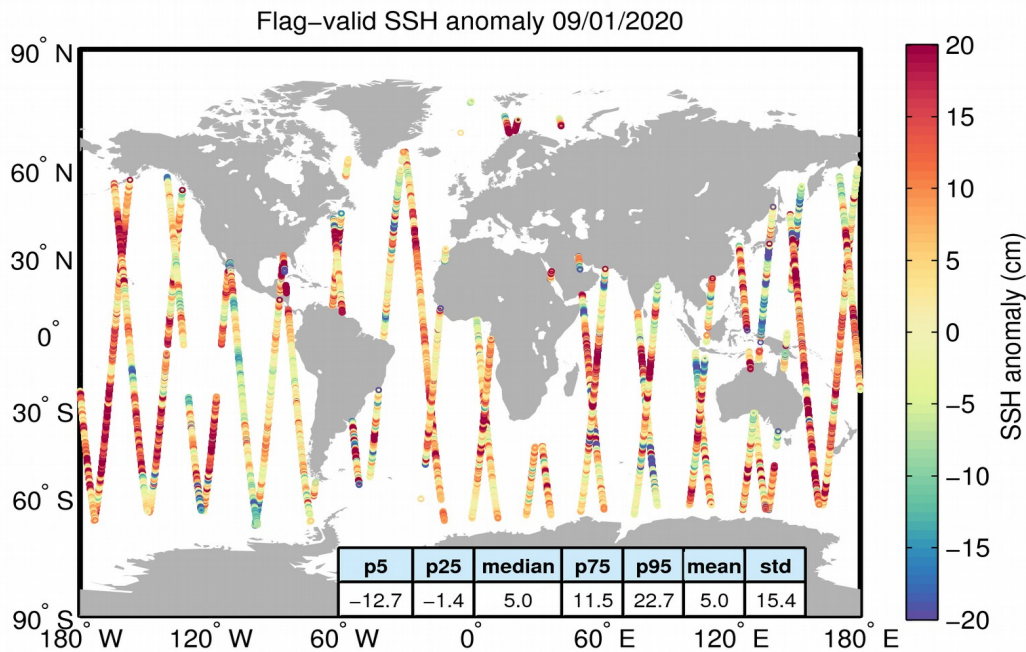 Flag−valid SSH anomaly 09/01/2020
90° N
60° N
30° N
0°
30° S
60° S
90° S
180° W
120° W
60° W
0°
60° E
120° E
180° E
p5 p25 median p75 p95 mean std
−12.7 −1.4 5.0 11.5 22.7 5.0 15.4
20
15
10
5
0
−5
−10
−15
−20
SSH anomaly (cm)